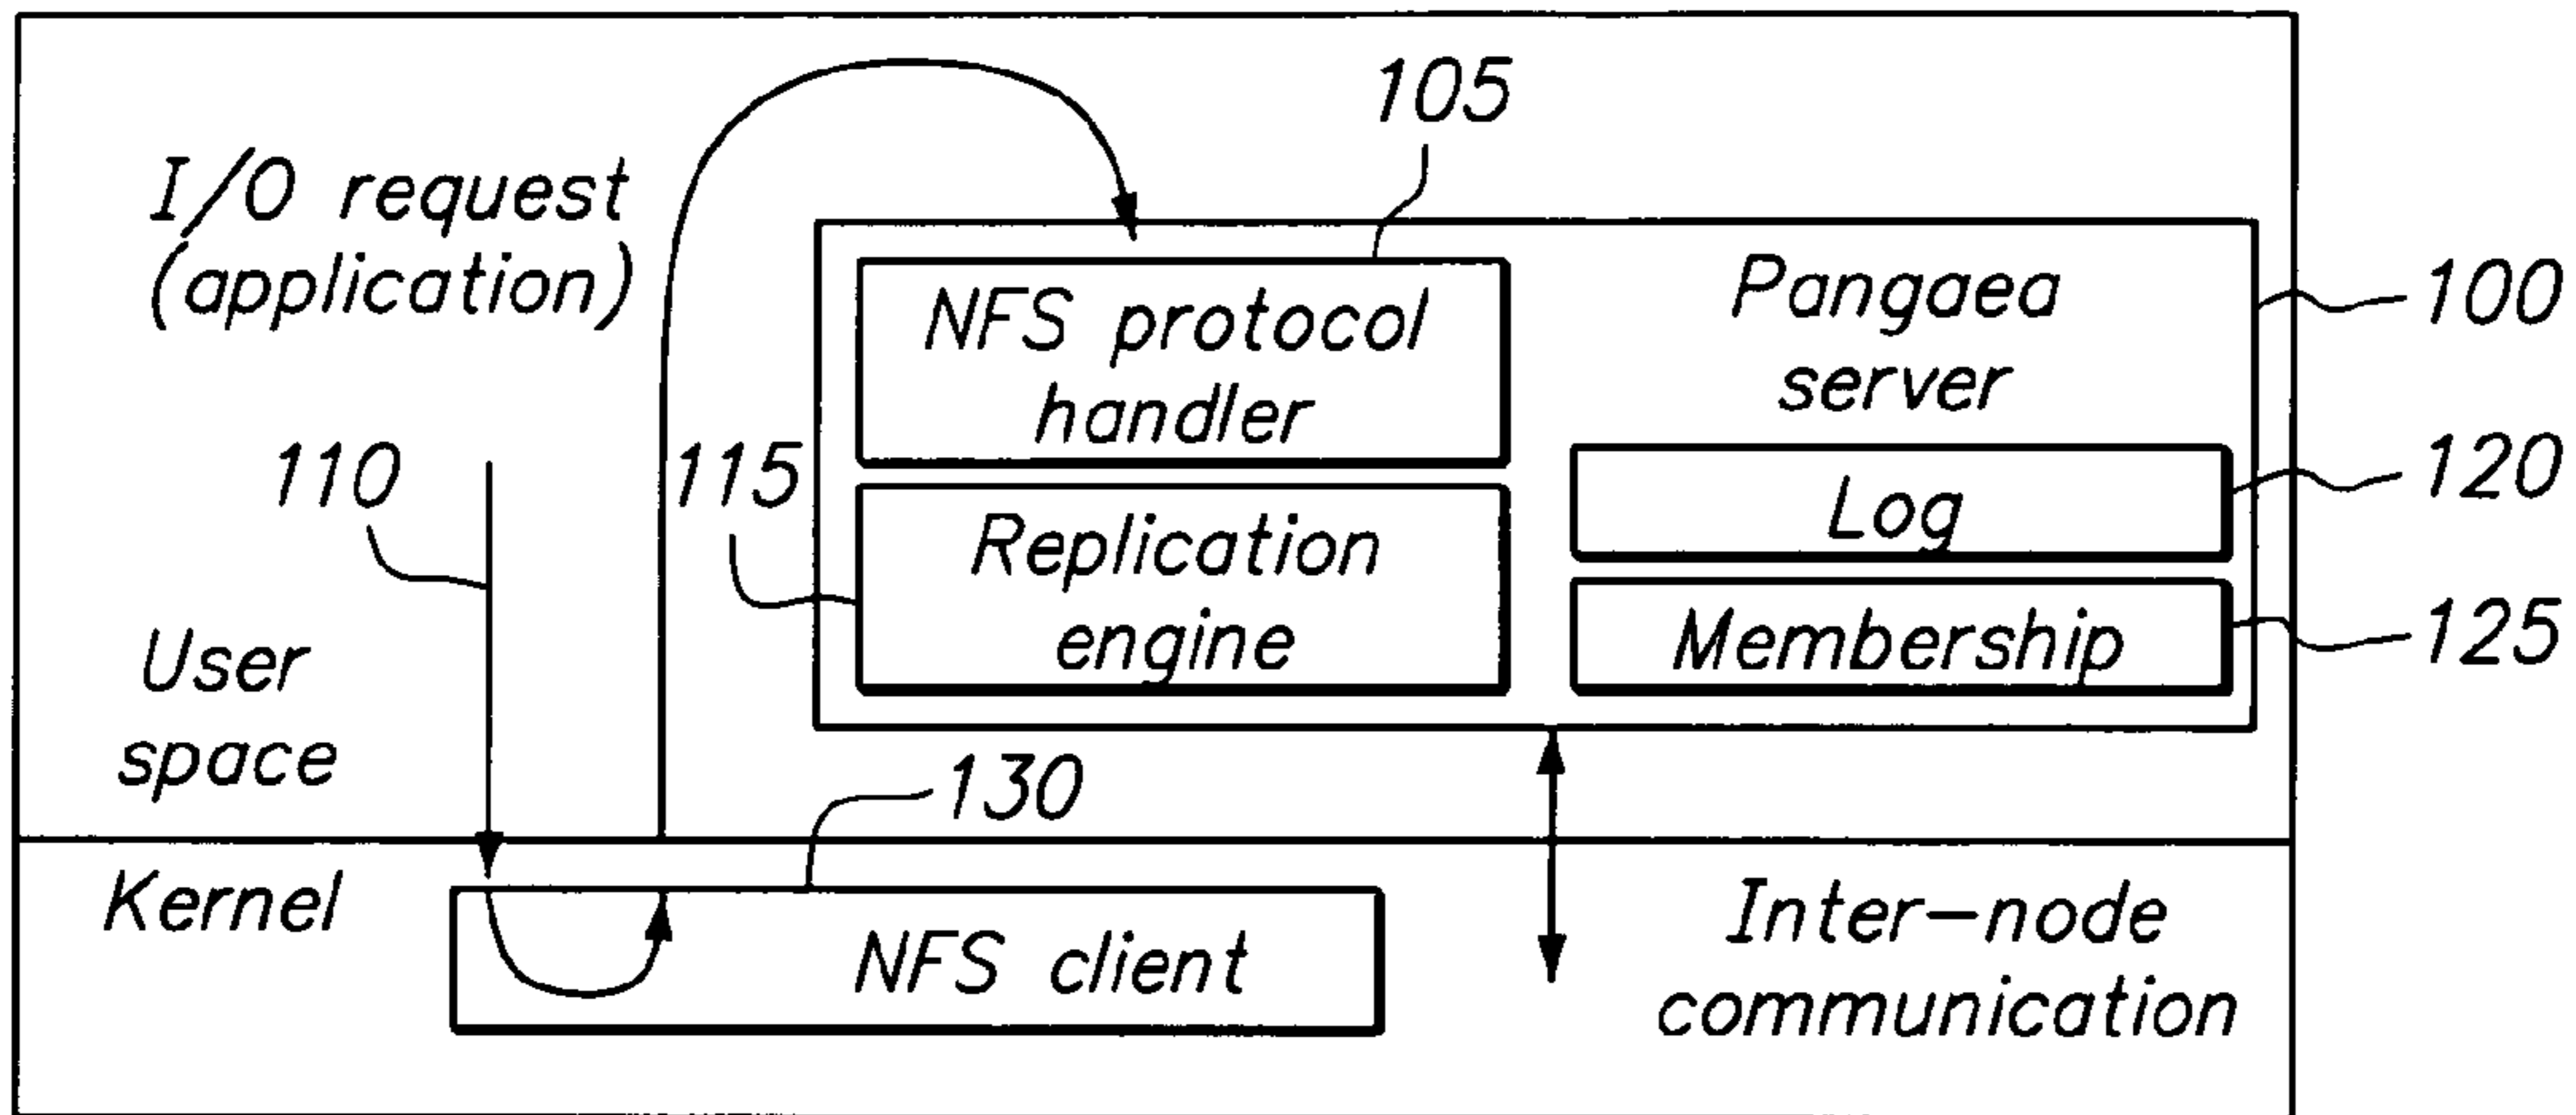 105
I/O request
(application)
NFS protocol
handler
Pangaea
server
100
110
115
Replication
engine
Log
120
Membership
125
User
space
130
Kernel
NFS client
Inter-node
communication